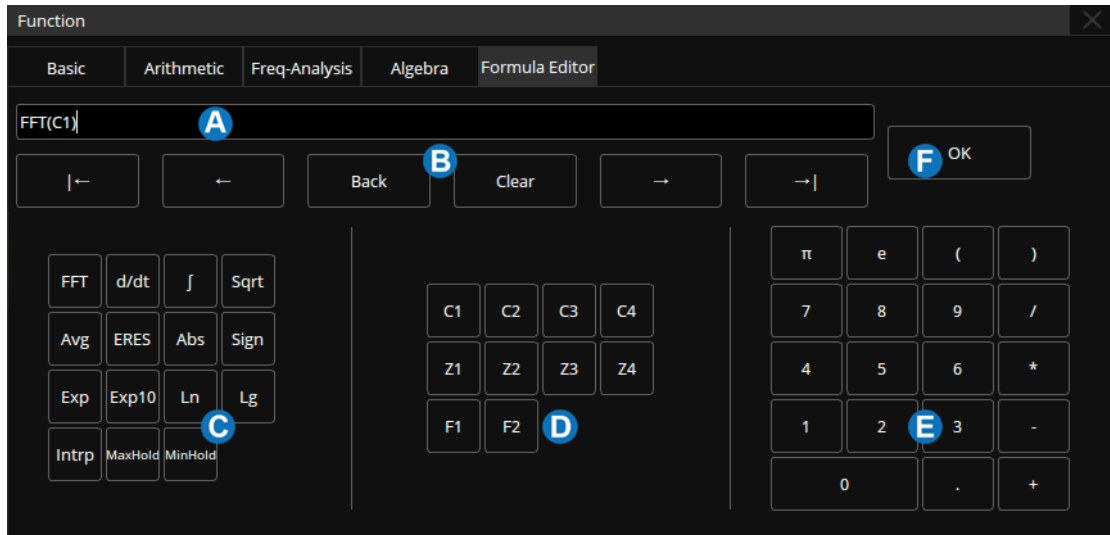 Function
Basic Arithmetic Freq-Analysis Algebra Formula Editor
FFT(C1) A
|← ← Back B Clear → →| F OK
FFT d/dt ∫ Sqrt
Avg ERES Abs Sign
Exp Exp10 Ln Lg
C
Intrp MaxHold MinHold
C1 C2 C3 C4
Z1 Z2 Z3 Z4
F1 F2 D
π e ( )
7 8 9 /
4 5 6 *
1 2 E 3 -
0 . +